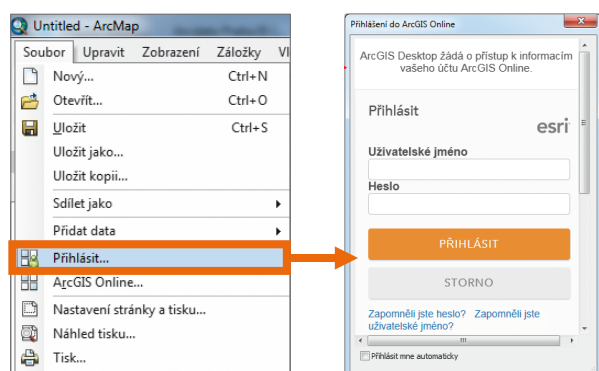 Untitled - ArcMap
Soubor Upravit Zobrazení Záložky
Nový... Ctrl+N
Otevřít... Ctrl+O
Uložit Ctrl+S
Uložit jako...
Uložit kopii...
Sdílet jako
Přidat data
Přihlásit...
ArcGIS Online...
Nastavení stránky a tisku...
Náhled tisku...
Tisk...
Přihlášení do ArcGIS Online
ArcGIS Desktop žádá o přístup k informacím
vašeho účtu ArcGIS Online.
Přihlásit
esri
Uživatelské jméno
Heslo
PŘIHLÁSIT
STORNO
Zapomněli jste heslo? Zapomněli jste
uživatelské jméno?
Přihlásit mne automaticky